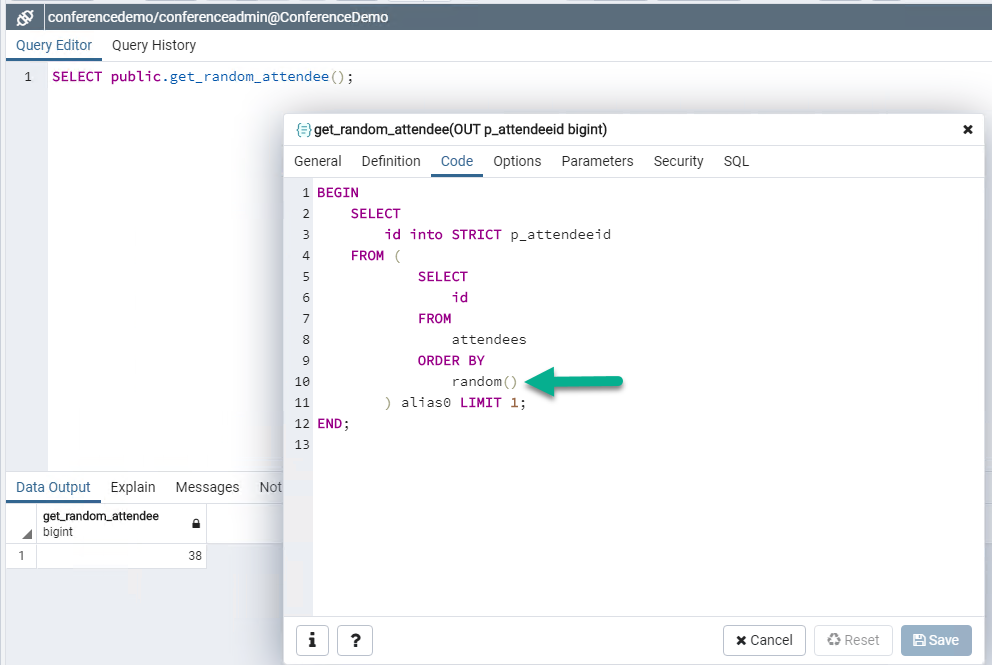 conferencedemo/conferenceadmin@ConferenceDemo
Query Editor Query History
1 SELECT public.get_random_attendee();
get_random_attendee(OUT p_attendeeid bigint)
General Definition Code Options Parameters Security SQL
1 BEGIN
2     SELECT
3         id into STRICT p_attendeeid
4     FROM (
5             SELECT
6                 id
7             FROM
8                 attendees
9             ORDER BY
10                 random()
11         ) alias0 LIMIT 1;
12 END;
13
Data Output Explain Messages Not
get_random_attendee
bigint
1 38
i ? Cancel Reset Save